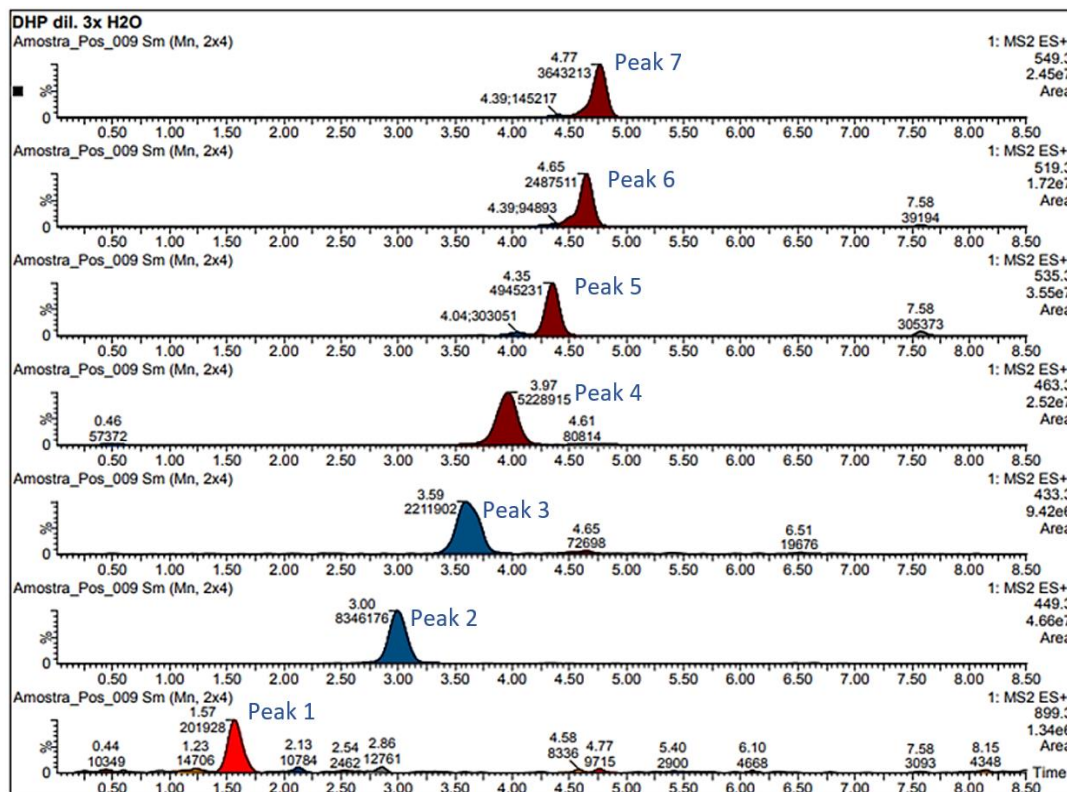 DHP dil. 3x H2O
Amostra_Pos_009 Sm (Mn, 2x4)
1: MS2 ES+
549.3
2.45e7
Area
4.77
3643213
Peak 7
4.39;145217
%
0
0.50 1.00 1.50 2.00 2.50 3.00 3.50 4.00 4.50 5.00 5.50 6.00 6.50 7.00 7.50 8.00 8.50
Amostra_Pos_009 Sm (Mn, 2x4)
1: MS2 ES+
519.3
1.72e7
Area
4.65
2487511
Peak 6
4.39;94893
7.58
39194
%
0
0.50 1.00 1.50 2.00 2.50 3.00 3.50 4.00 4.50 5.00 5.50 6.00 6.50 7.00 7.50 8.00 8.50
Amostra_Pos_009 Sm (Mn, 2x4)
1: MS2 ES+
535.3
3.55e7
Area
4.35
4945231
Peak 5
4.04;303051
7.58
305373
%
0
0.50 1.00 1.50 2.00 2.50 3.00 3.50 4.00 4.50 5.00 5.50 6.00 6.50 7.00 7.50 8.00 8.50
Amostra_Pos_009 Sm (Mn, 2x4)
1: MS2 ES+
463.3
2.52e7
Area
3.97
5228915
Peak 4
0.46
57372
4.61
80814
%
0
0.50 1.00 1.50 2.00 2.50 3.00 3.50 4.00 4.50 5.00 5.50 6.00 6.50 7.00 7.50 8.00 8.50
Amostra_Pos_009 Sm (Mn, 2x4)
1: MS2 ES+
433.3
9.42e6
Area
3.59
2211902
Peak 3
4.65
72698
6.51
19676
%
0
0.50 1.00 1.50 2.00 2.50 3.00 3.50 4.00 4.50 5.00 5.50 6.00 6.50 7.00 7.50 8.00 8.50
Amostra_Pos_009 Sm (Mn, 2x4)
1: MS2 ES+
449.3
4.66e7
Area
3.00
8346176
Peak 2
%
0
0.50 1.00 1.50 2.00 2.50 3.00 3.50 4.00 4.50 5.00 5.50 6.00 6.50 7.00 7.50 8.00 8.50
Amostra_Pos_009 Sm (Mn, 2x4)
1: MS2 ES+
899.3
1.34e6
Area
1.57
201928
Peak 1
0.44
10349
1.23
14706
2.13
10784
2.54
2462
2.86
12761
4.58
8336
4.77
9715
5.40
2900
6.10
4668
7.58
3093
8.15
4348
%
0
Time
0.50 1.00 1.50 2.00 2.50 3.00 3.50 4.00 4.50 5.00 5.50 6.00 6.50 7.00 7.50 8.00 8.50